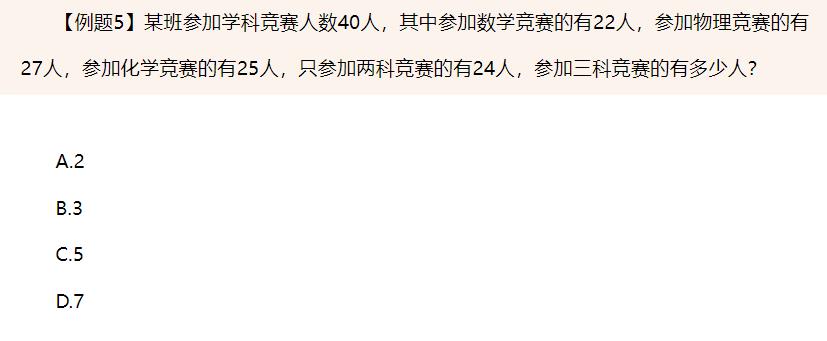 【例题5】某班参加学科竞赛人数40人，其中参加数学竞赛的有22人，参加物理竞赛的有
27人，参加化学竞赛的有25人，只参加两科竞赛的有24人，参加三科竞赛的有多少人？
A.2
B.3
C.5
D.7